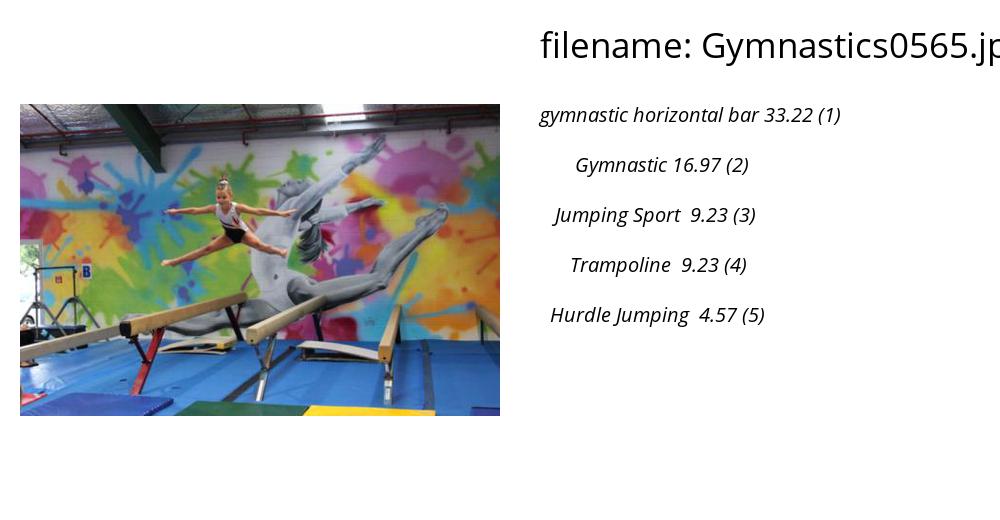 filename: Gymnastics0565.jp
gymnastic horizontal bar 33.22 (1)
Gymnastic 16.97 (2)
Jumping Sport 9.23 (3)
Trampoline 9.23 (4)
Hurdle Jumping 4.57 (5)
B